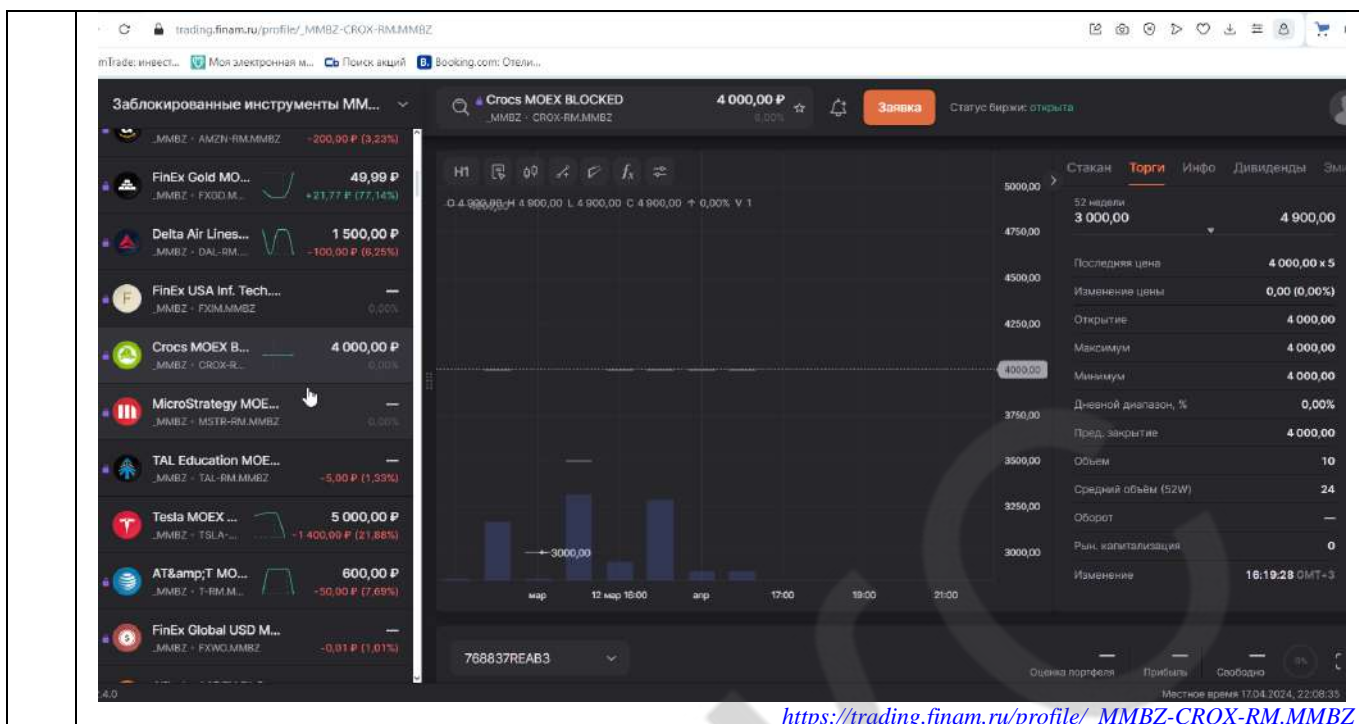 trading.finam.ru/profile/_MMBZ-CROX-RM.MMBZ
mTrade: инвест... Моя электронная м... Сb Поиск акций B. Booking.com: Отели...
Заблокированные инструменты ММ...
Crocs MOEX BLOCKED 4 000,00 ₽
_MMBZ · CROX-RM.MMBZ 0,00%
Заявка Статус биржи: открыта
_MMBZ · AMZN-RM.MMBZ -200,00 ₽ (3,23%)
FinEx Gold MO... 49,99 ₽
_MMBZ · FXGD.M... +21,77 ₽ (77,14%)
Delta Air Lines... 1 500,00 ₽
_MMBZ · DAL-RM.... -100,00 ₽ (6,25%)
F FinEx USA Inf. Tech.... —
_MMBZ · FXIM.MMBZ 0,00%
Crocs MOEX B... 4 000,00 ₽
_MMBZ · CROX-R... 0,00%
MicroStrategy MOE... —
_MMBZ · MSTR-RM.MMBZ 0,00%
TAL Education MOE... —
_MMBZ · TAL-RM.MMBZ -5,00 ₽ (1,33%)
Tesla MOEX ... 5 000,00 ₽
_MMBZ · TSLA-... -1 400,00 ₽ (21,88%)
AT&amp;T MO... 600,00 ₽
_MMBZ · T-RM.M... -50,00 ₽ (7,69%)
FinEx Global USD M... —
_MMBZ · FXWO.MMBZ -0,01 ₽ (1,01%)
2.4.0
H1
H 4 900,00 L 4 900,00 C 4 900,00 + 0,00% V 1
5000,00
4750,00
4500,00
4250,00
4000,00
3750,00
3500,00
3250,00
3000,00
3000,00
мар 12 мар 16:00 апр 17:00 19:00 21:00
768837REAB3
Стакан Торги Инфо Дивиденды Эми
52 недели
3 000,00 4 900,00
Последняя цена 4 000,00 x 5
Изменение цены 0,00 (0,00%)
Открытие 4 000,00
Максимум 4 000,00
Минимум 4 000,00
Дневной диапазон, % 0,00%
Пред. закрытие 4 000,00
Объем 10
Средний объём (52W) 24
Оборот —
Рын. капитализация 0
Изменение 16:19:28 GMT+3
— — — 0%
Оценка портфеля Прибыль Свободно
Местное время 17.04.2024, 22:08:35
https://trading.finam.ru/profile/_MMBZ-CROX-RM.MMBZ